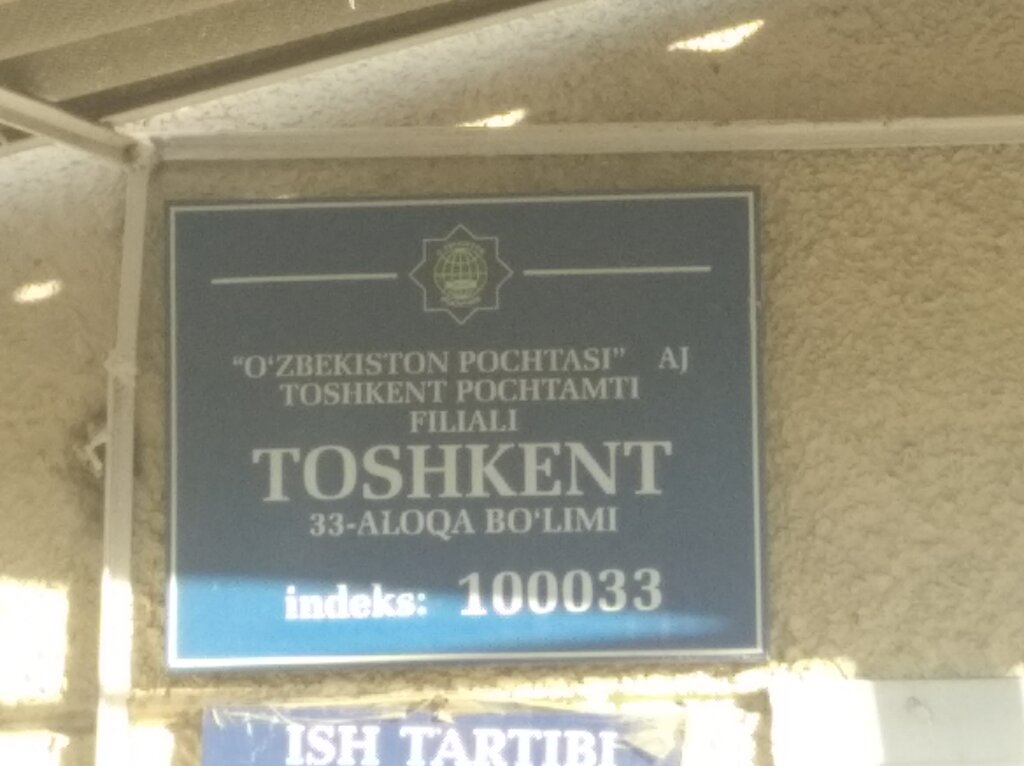 “O‘ZBEKISTON POCHTASI” AJ
TOSHKENT POCHTAMTI
FILIALI
TOSHKENT
33-ALOQA BO‘LIMI
indeks: 100033
ISH TARTIBI